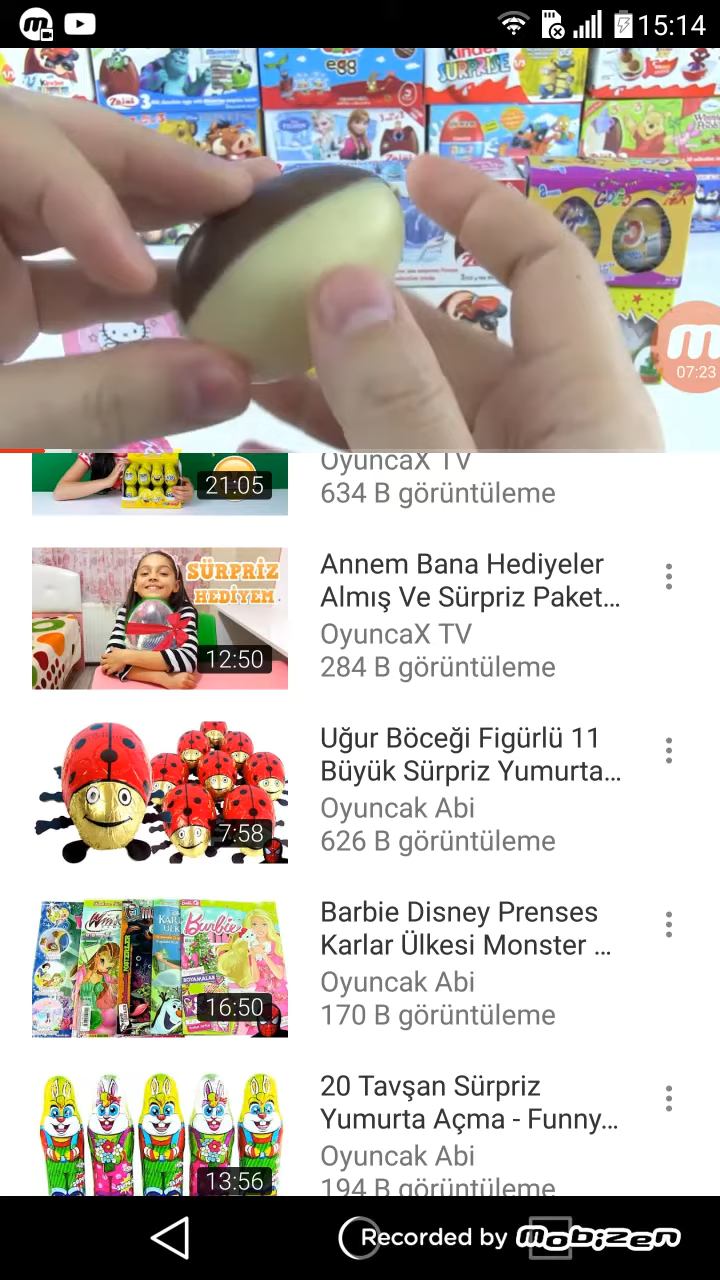 15:14
egg
Kinder
SURPRISE
Zaini
3
FROZEN
07:23
21:05
OyuncaX TV
634 B görüntüleme
SÜRPRİZ
HEDİYEM
12:50
Annem Bana Hediyeler
Almış Ve Sürpriz Paket...
OyuncaX TV
284 B görüntüleme
7:58
Uğur Böceği Figürlü 11
Büyük Sürpriz Yumurta...
Oyuncak Abi
626 B görüntüleme
Winx
Barbie
16:50
Barbie Disney Prenses
Karlar Ülkesi Monster ...
Oyuncak Abi
170 B görüntüleme
13:56
20 Tavşan Sürpriz
Yumurta Açma - Funny...
Oyuncak Abi
194 B görüntüleme
Recorded by mobizen